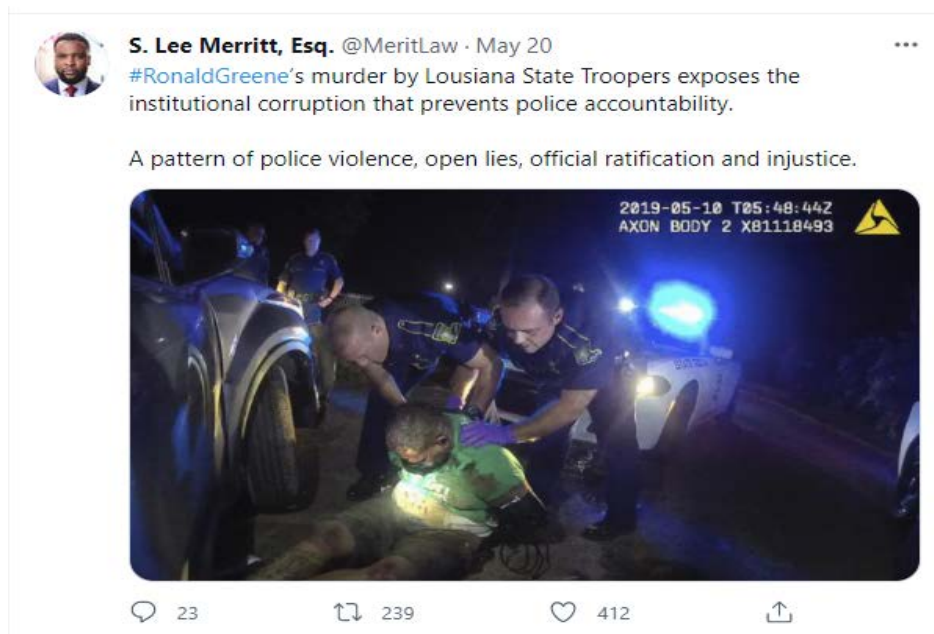 S. Lee Merritt, Esq. @MeritLaw · May 20
#RonaldGreene's murder by Lousiana State Troopers exposes the
institutional corruption that prevents police accountability.
A pattern of police violence, open lies, official ratification and injustice.
2019-05-10 T05:48:44Z
AXON BODY 2 X81118493
23
239
412